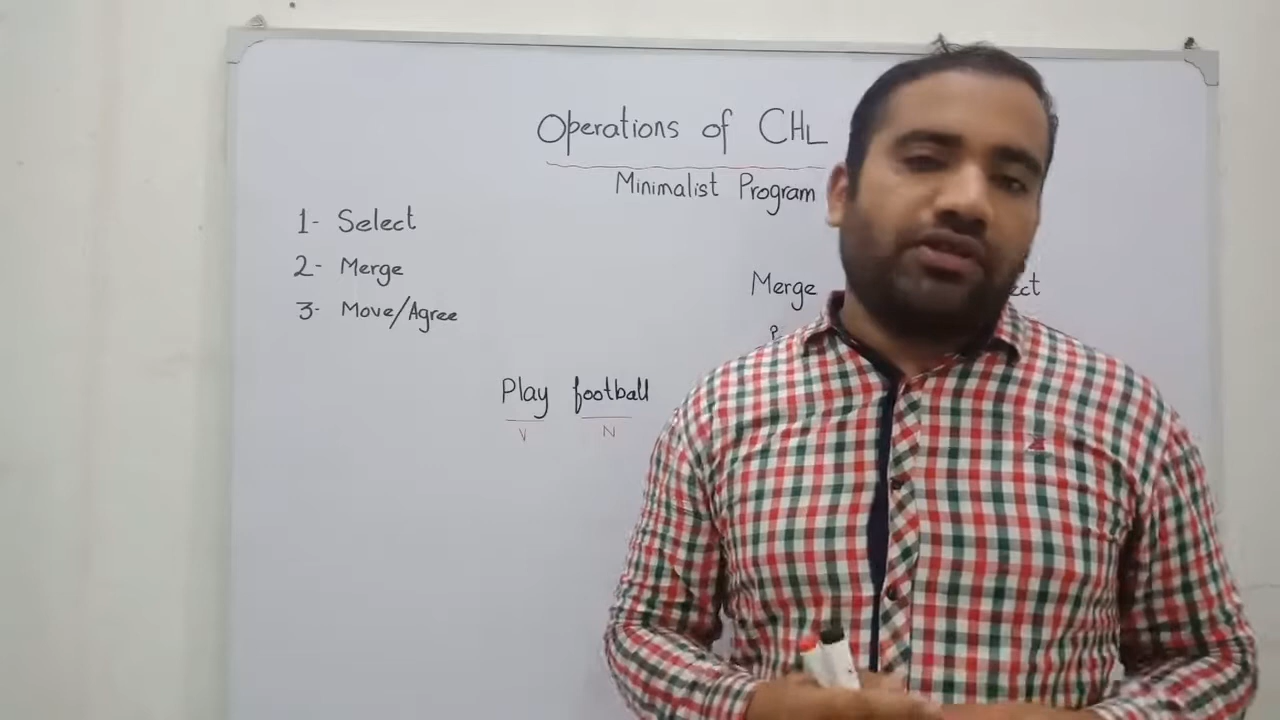 Operations of CHL
Minimalist Program
1- Select
2- Merge
3- Move/Agree
Merge
Play football
V N